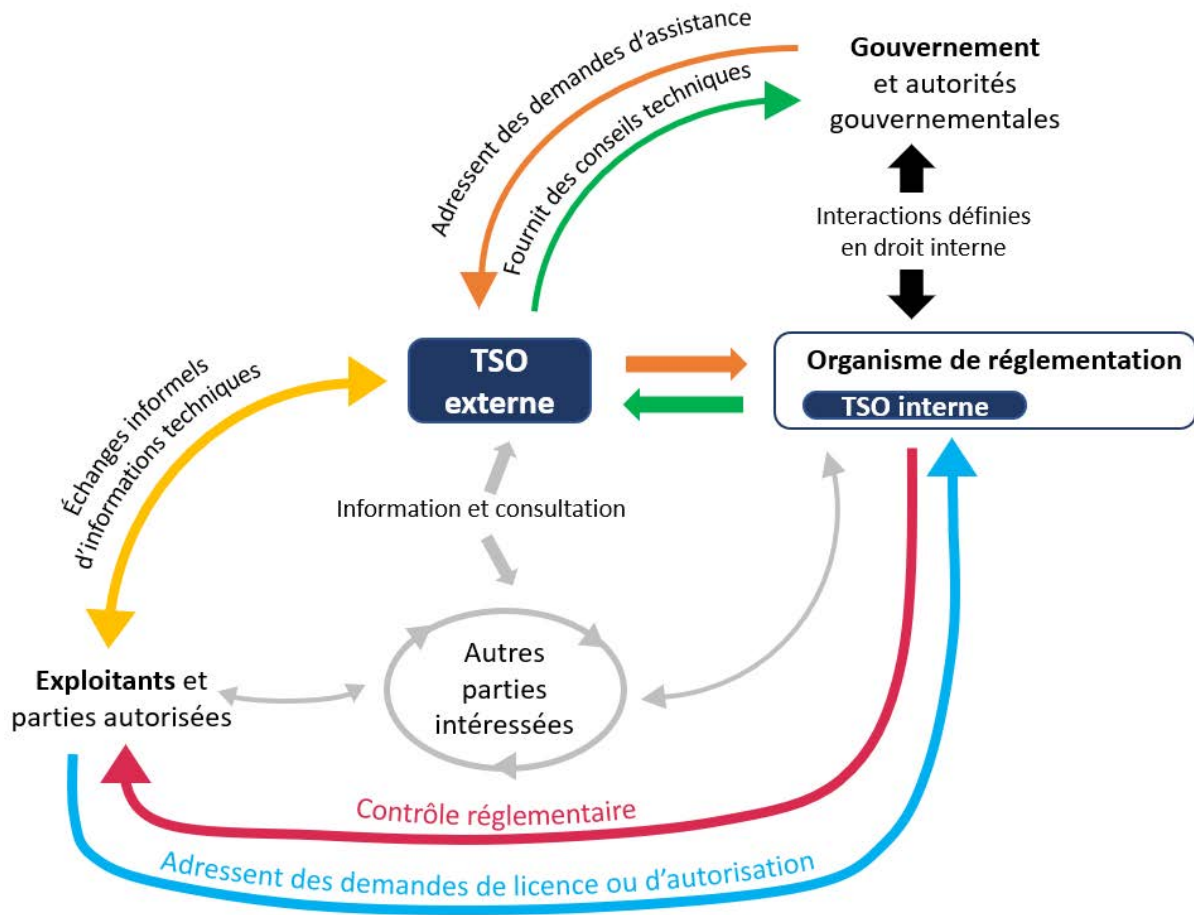 Adressent des demandes d’assistance
Fournit des conseils techniques
Gouvernement
et autorités
gouvernementales
Interactions définies
en droit interne
TSO
externe
Organisme de réglementation
TSO interne
Échanges informels
d’informations techniques
Information et consultation
Autres
parties
intéressées
Exploitants et
parties autorisées
Contrôle réglementaire
Adressent des demandes de licence ou d’autorisation